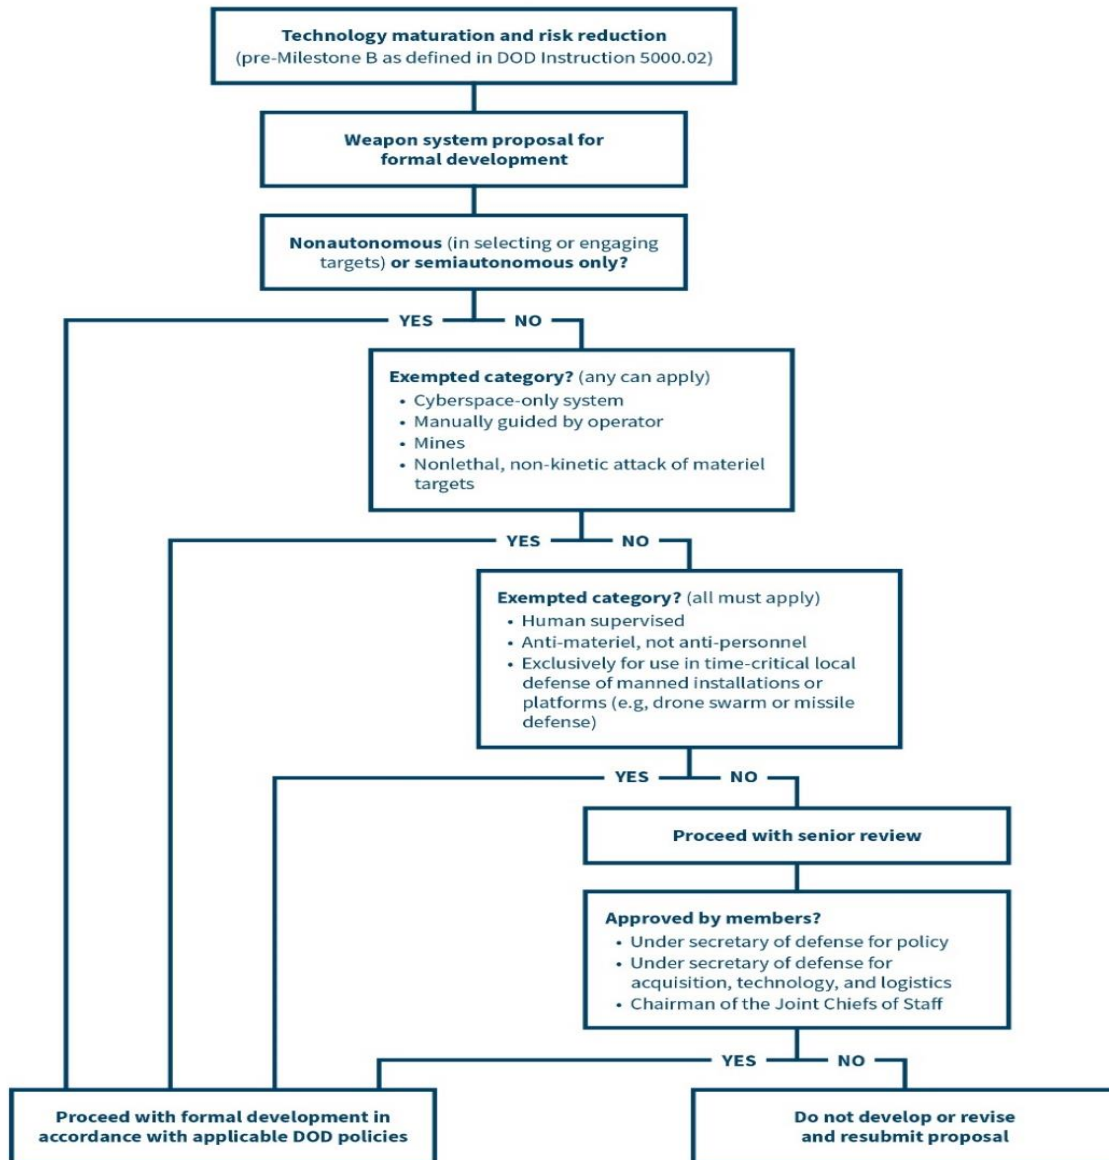 Technology maturation and risk reduction
(pre-Milestone B as defined in DOD Instruction 5000.02)
Weapon system proposal for
formal development
Nonautonomous (in selecting or engaging
targets) or semiautonomous only?
YES NO
Exempted category? (any can apply)
• Cyberspace-only system
• Manually guided by operator
• Mines
• Nonlethal, non-kinetic attack of materiel
targets
YES NO
Exempted category? (all must apply)
• Human supervised
• Anti-materiel, not anti-personnel
• Exclusively for use in time-critical local
defense of manned installations or
platforms (e.g, drone swarm or missile
defense)
YES NO
Proceed with senior review
Approved by members?
• Under secretary of defense for policy
• Under secretary of defense for
acquisition, technology, and logistics
• Chairman of the Joint Chiefs of Staff
YES NO
Proceed with formal development in
accordance with applicable DOD policies
Do not develop or revise
and resubmit proposal